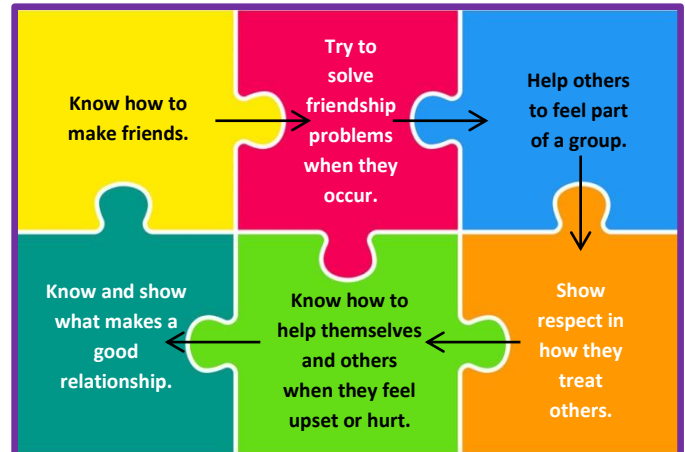 Know how to
make friends.
Try to
solve
friendship
problems
when they
occur.
Help others
to feel part
of a group.
Show
respect in
how they
treat
others.
Know how to
help themselves
and others
when they feel
upset or hurt.
Know and show
what makes a
good
relationship.